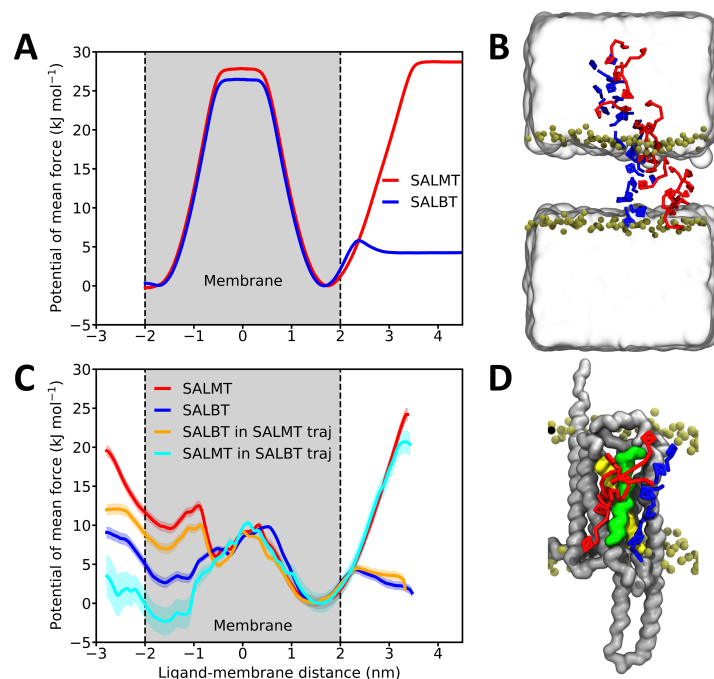 A
B
Potential of mean force (kJ mol⁻¹)
30
25
20
15
10
5
0
−5
SALMT
SALBT
Membrane
−3 −2 −1 0 1 2 3 4
C
D
Potential of mean force (kJ mol⁻¹)
30
25
20
15
10
5
0
−5
SALMT
SALBT
SALBT in SALMT traj
SALMT in SALBT traj
Membrane
−3 −2 −1 0 1 2 3 4
Ligand-membrane distance (nm)